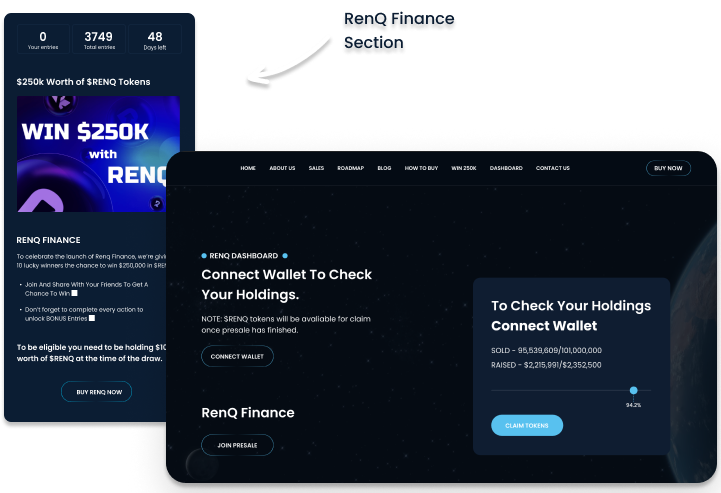 RenQ Finance
Section
0
Your entries
3749
Total entries
48
Days left
$250k Worth of $RENQ Tokens
WIN $250K
with
RENQ
RENQ FINANCE
To celebrate the launch of Renq Finance, we're
10 lucky winners the chance to win $250,000 in
• Join And Share With Your Friends To Get A
Chance To Win
• Don't forget to complete every action to
unlock BONUS Entries
To be eligible you need to be holding
worth of $RENQ at the time of the draw.
BUY RENQ NOW
HOME ABOUT US SALES ROADMAP BLOG HOW TO BUY WIN 250K DASHBOARD CONTACT US BUY NOW
RENQ DASHBOARD
Connect Wallet To Check
Your Holdings.
NOTE: $RENQ tokens will be avaliable for claim
once presale has finished.
CONNECT WALLET
RenQ Finance
JOIN PRESALE
To Check Your Holdings
Connect Wallet
SOLD - 95,539,609/101,000,000
RAISED - $2,215,991/$2,352,500
94.2%
CLAIM TOKENS